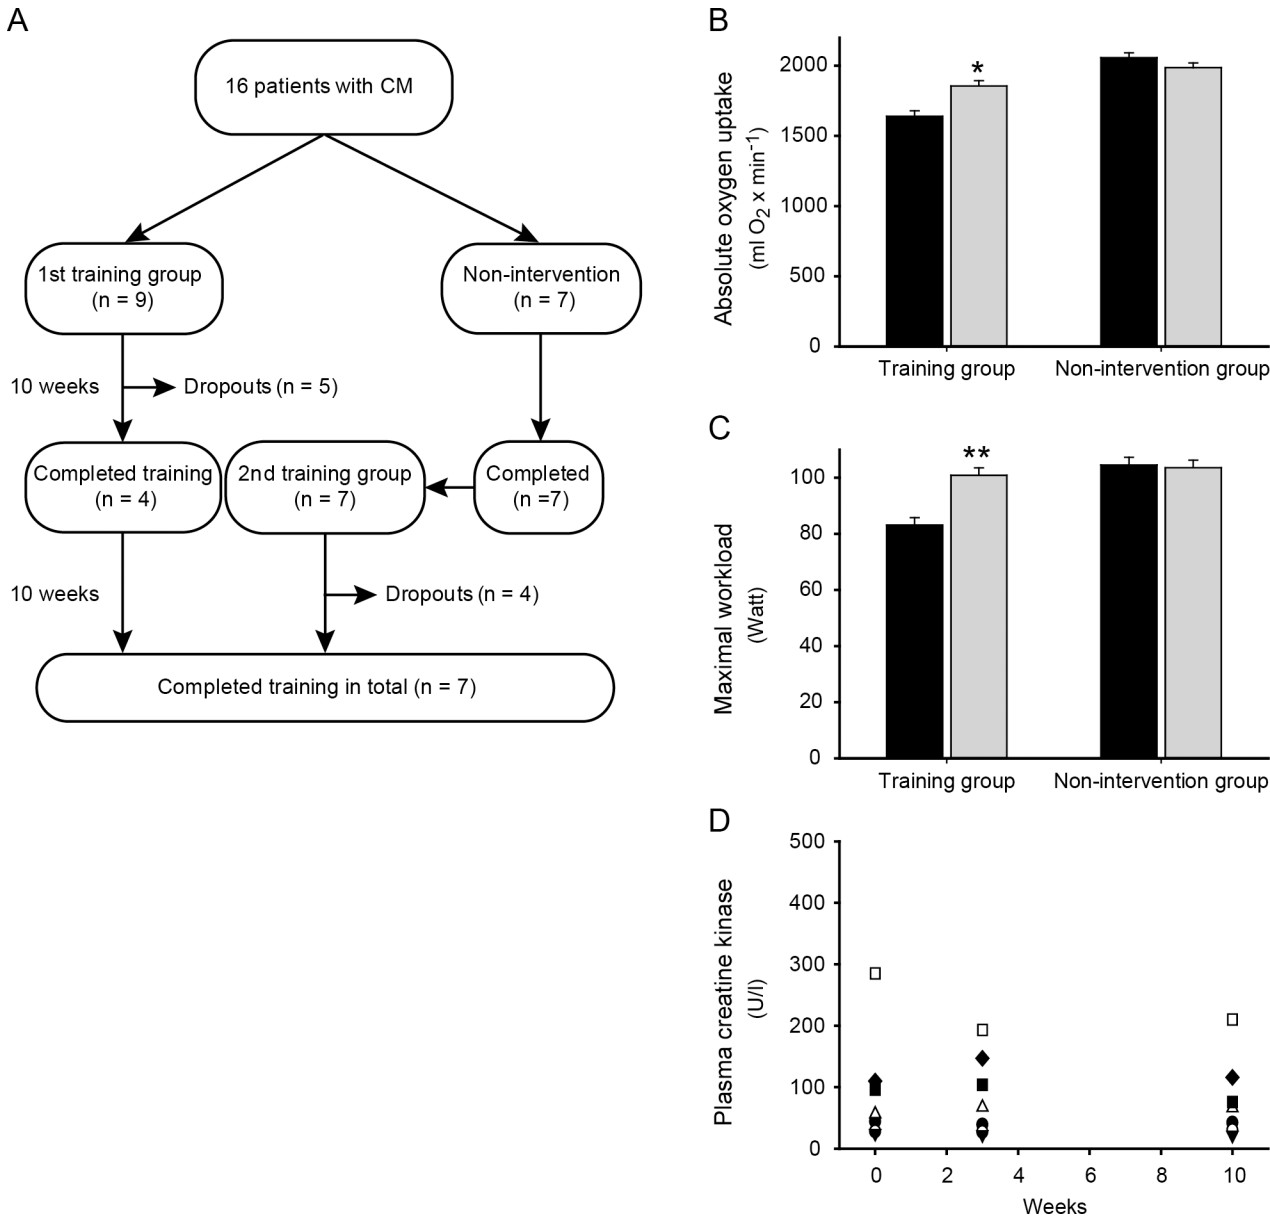 A
16 patients with CM
1st training group
(n = 9)
Non-intervention
(n = 7)
10 weeks
Dropouts (n = 5)
Completed training
(n = 4)
2nd training group
(n = 7)
Completed
(n =7)
10 weeks
Dropouts (n = 4)
Completed training in total (n = 7)
B
Absolute oxygen uptake
(ml O2 x min-1)
2000
1500
1000
500
0
*
Training group
Non-intervention group
C
Maximal workload
(Watt)
100
80
60
40
20
0
**
Training group
Non-intervention group
D
Plasma creatine kinase
(U/l)
500
400
300
200
100
0
0 2 4 6 8 10
Weeks